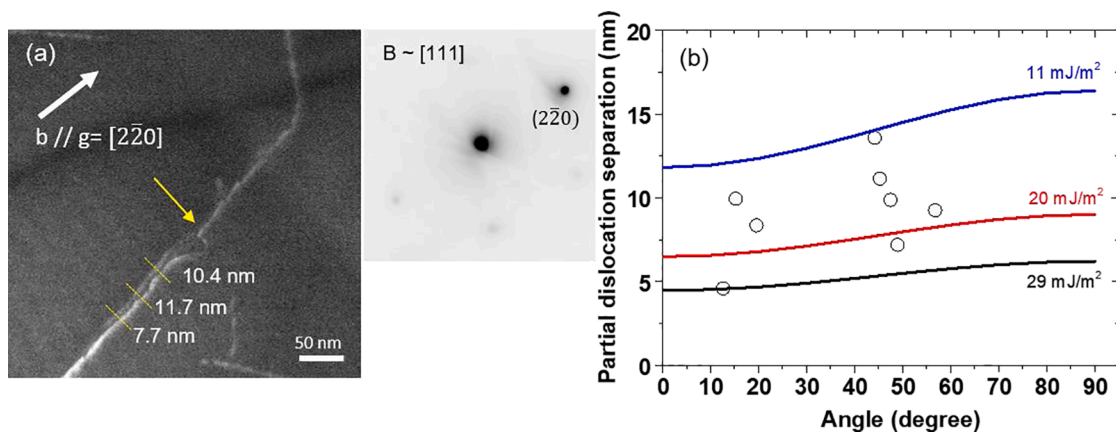 (a)
b // g= [22̅0]
10.4 nm
11.7 nm
7.7 nm
50 nm
B ~ [111]
(22̅0)
(b)
Partial dislocation separation (nm)
20
15
10
5
0
11 mJ/m²
20 mJ/m²
29 mJ/m²
0 10 20 30 40 50 60 70 80 90
Angle (degree)